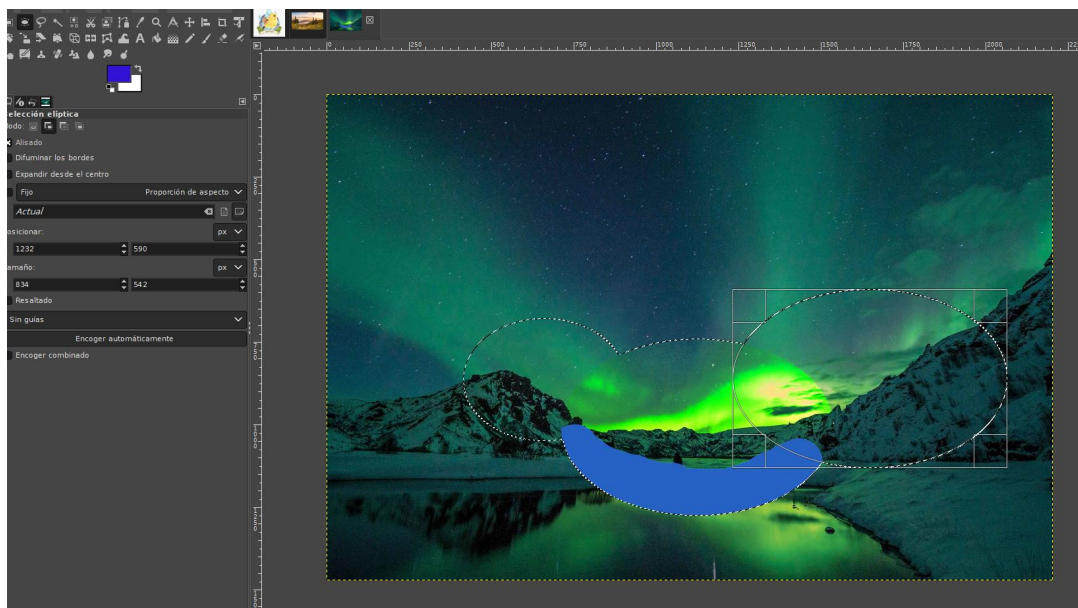 0 250 500 750 1000 1250 1500 1750 2000
elección elíptica
odo:
Alisado
Difuminar los bordes
Expandir desde el centro
Fijo Proporción de aspecto
Actual
osicionar: px
1232 590
amaño: px
834 542
Resaltado
Sin guías
Encoger automáticamente
Encoger combinado